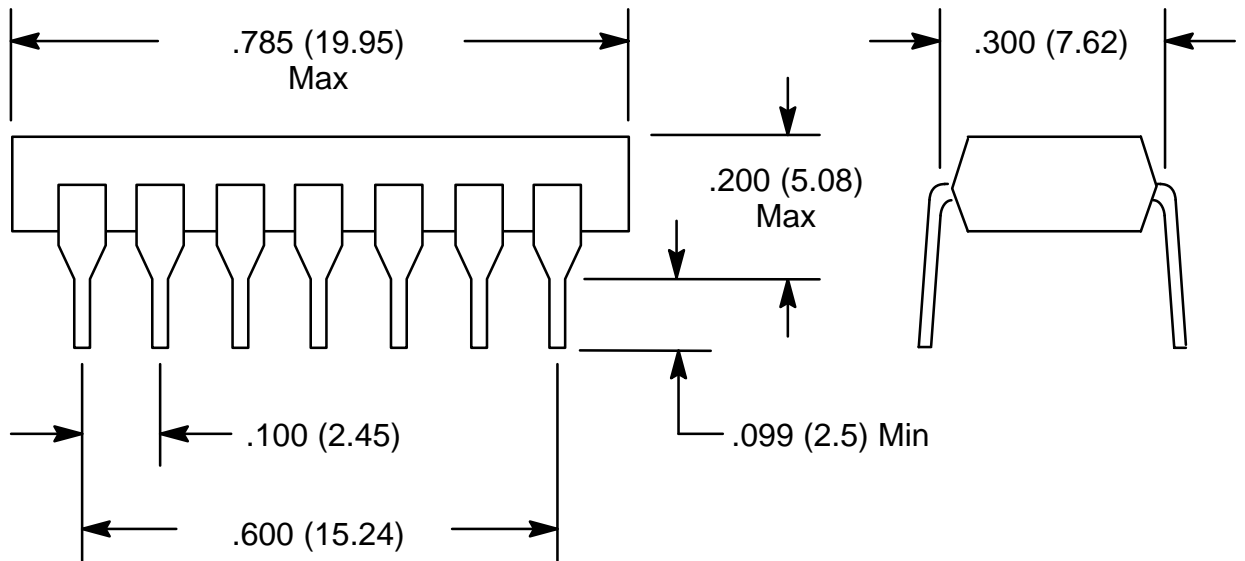 .785 (19.95)
Max
.300 (7.62)
.200 (5.08)
Max
.100 (2.45)
.099 (2.5) Min
.600 (15.24)